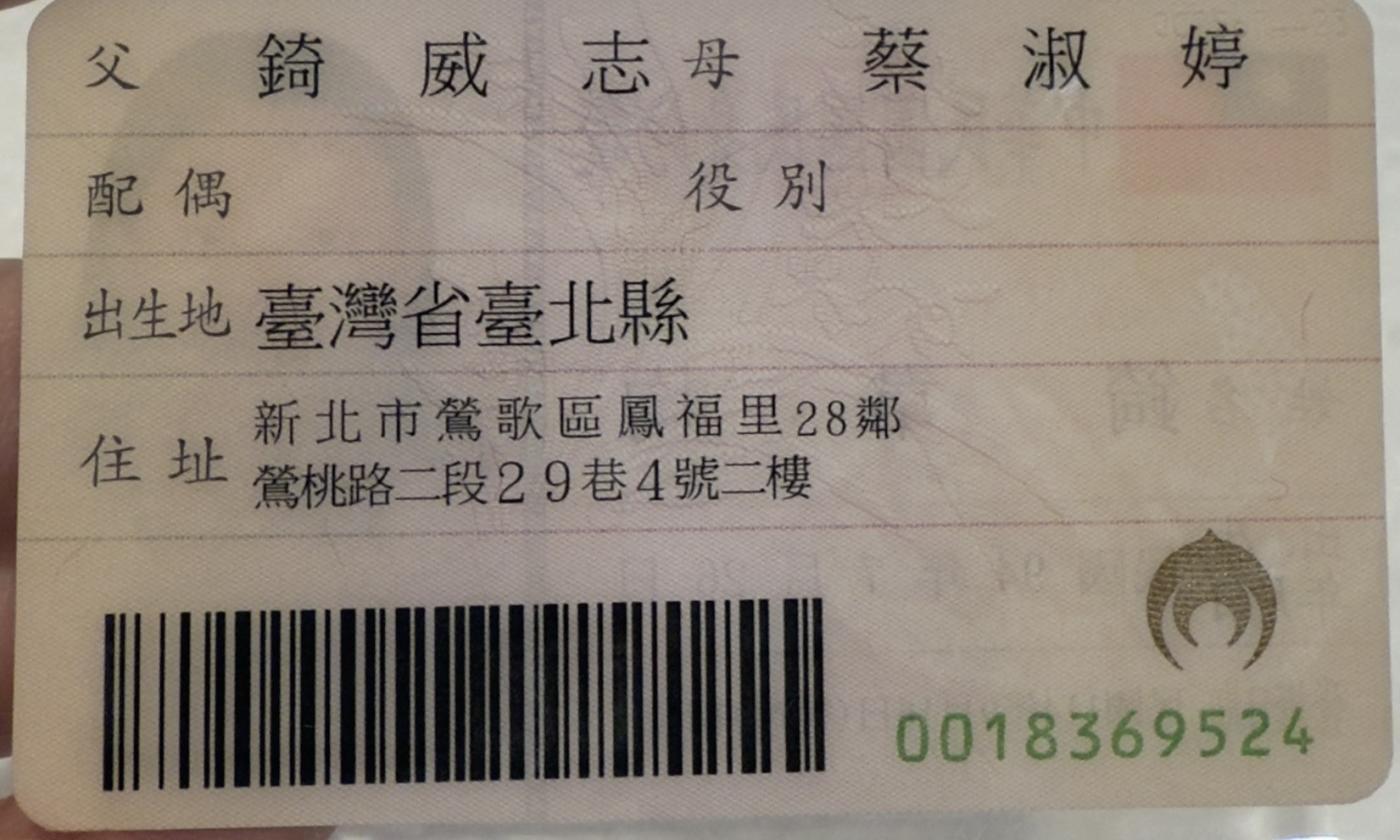 父 錡威志 母 蔡淑婷
配偶 役別
出生地 臺灣省臺北縣
住址 新北市鶯歌區鳳福里28鄰
鶯桃路二段29巷4號二樓
0018369524